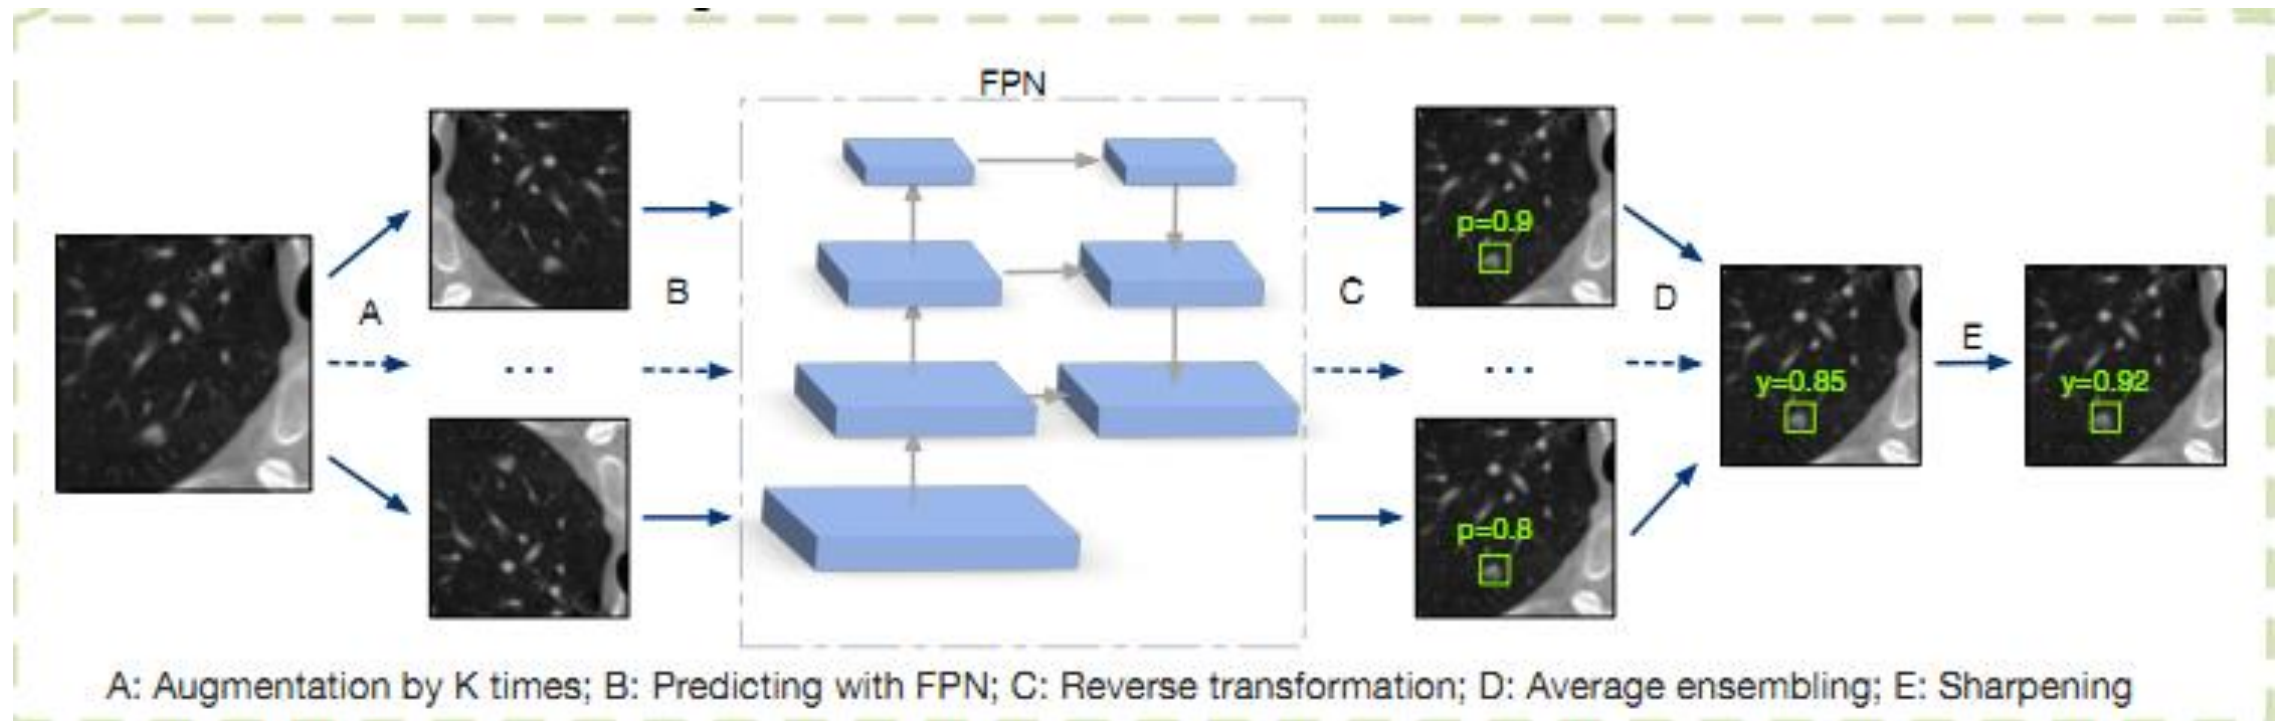 FPN
A
B
C
D
E
p=0.9
p=0.8
y=0.85
y=0.92
...
...
A: Augmentation by K times; B: Predicting with FPN; C: Reverse transformation; D: Average ensembling; E: Sharpening